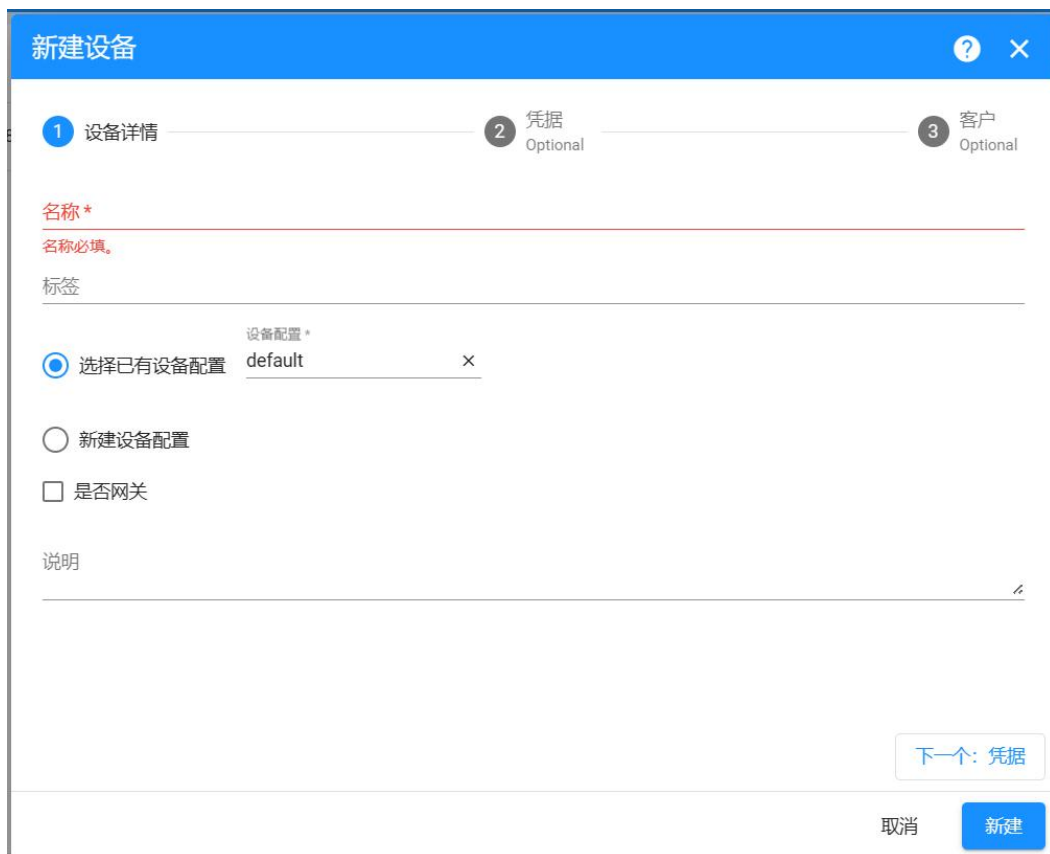 新建设备
?
1 设备详情
2 凭据
Optional
3 客户
Optional
名称 *
名称必填。
标签
选择已有设备配置
设备配置 *
default
新建设备配置
是否网关
说明
下一个：凭据
取消
新建